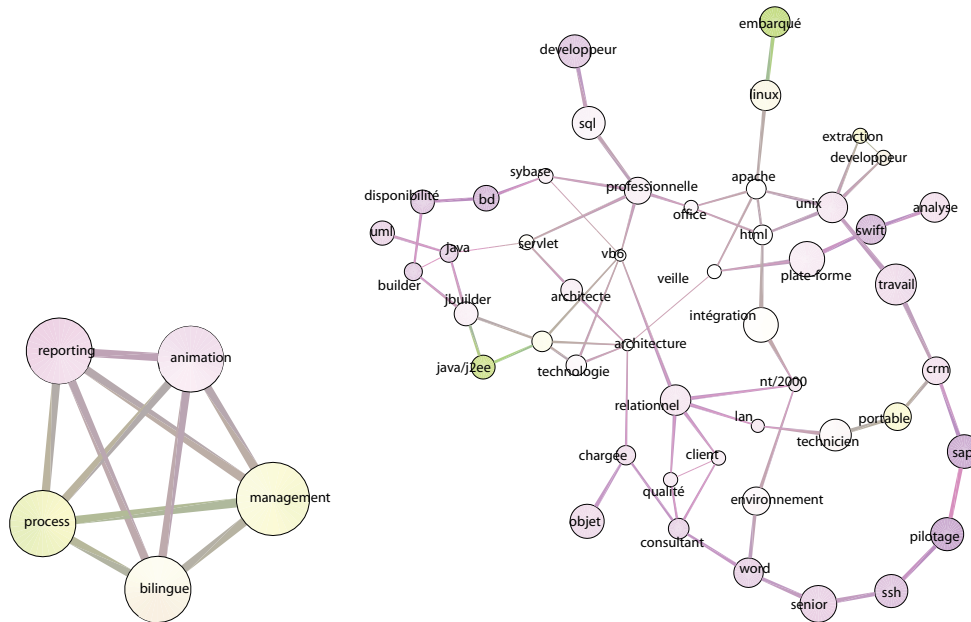 embarqué
developpeur
linux
sql
extraction
developpeur
sybase
apache
professionnelle
disponibilité
bd
office
unix
analyse
uml
java
servlet
vb6
html
swift
builder
veille
plate-forme
travail
jbuilder
architecte
intégration
reporting
animation
java/j2ee
technologie
architecture
crm
nt/2000
relationnel
lan
portable
technicien
chargée
client
sap
qualité
management
environnement
process
objet
consultant
pilotage
bilingue
word
ssh
senior